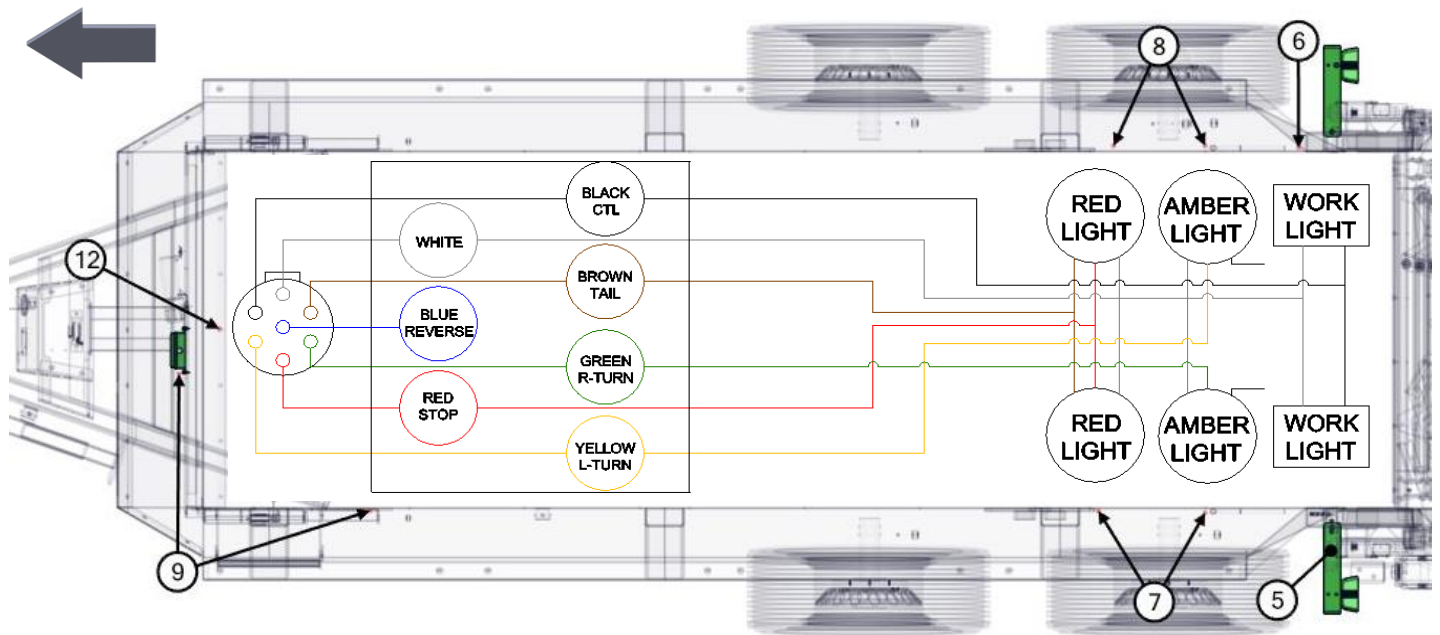 8
6
BLACK
CTL
RED
LIGHT
AMBER
LIGHT
WORK
LIGHT
WHITE
12
BROWN
TAIL
BLUE
REVERSE
GREEN
R-TURN
RED
STOP
RED
LIGHT
AMBER
LIGHT
WORK
LIGHT
YELLOW
L-TURN
9
7
5